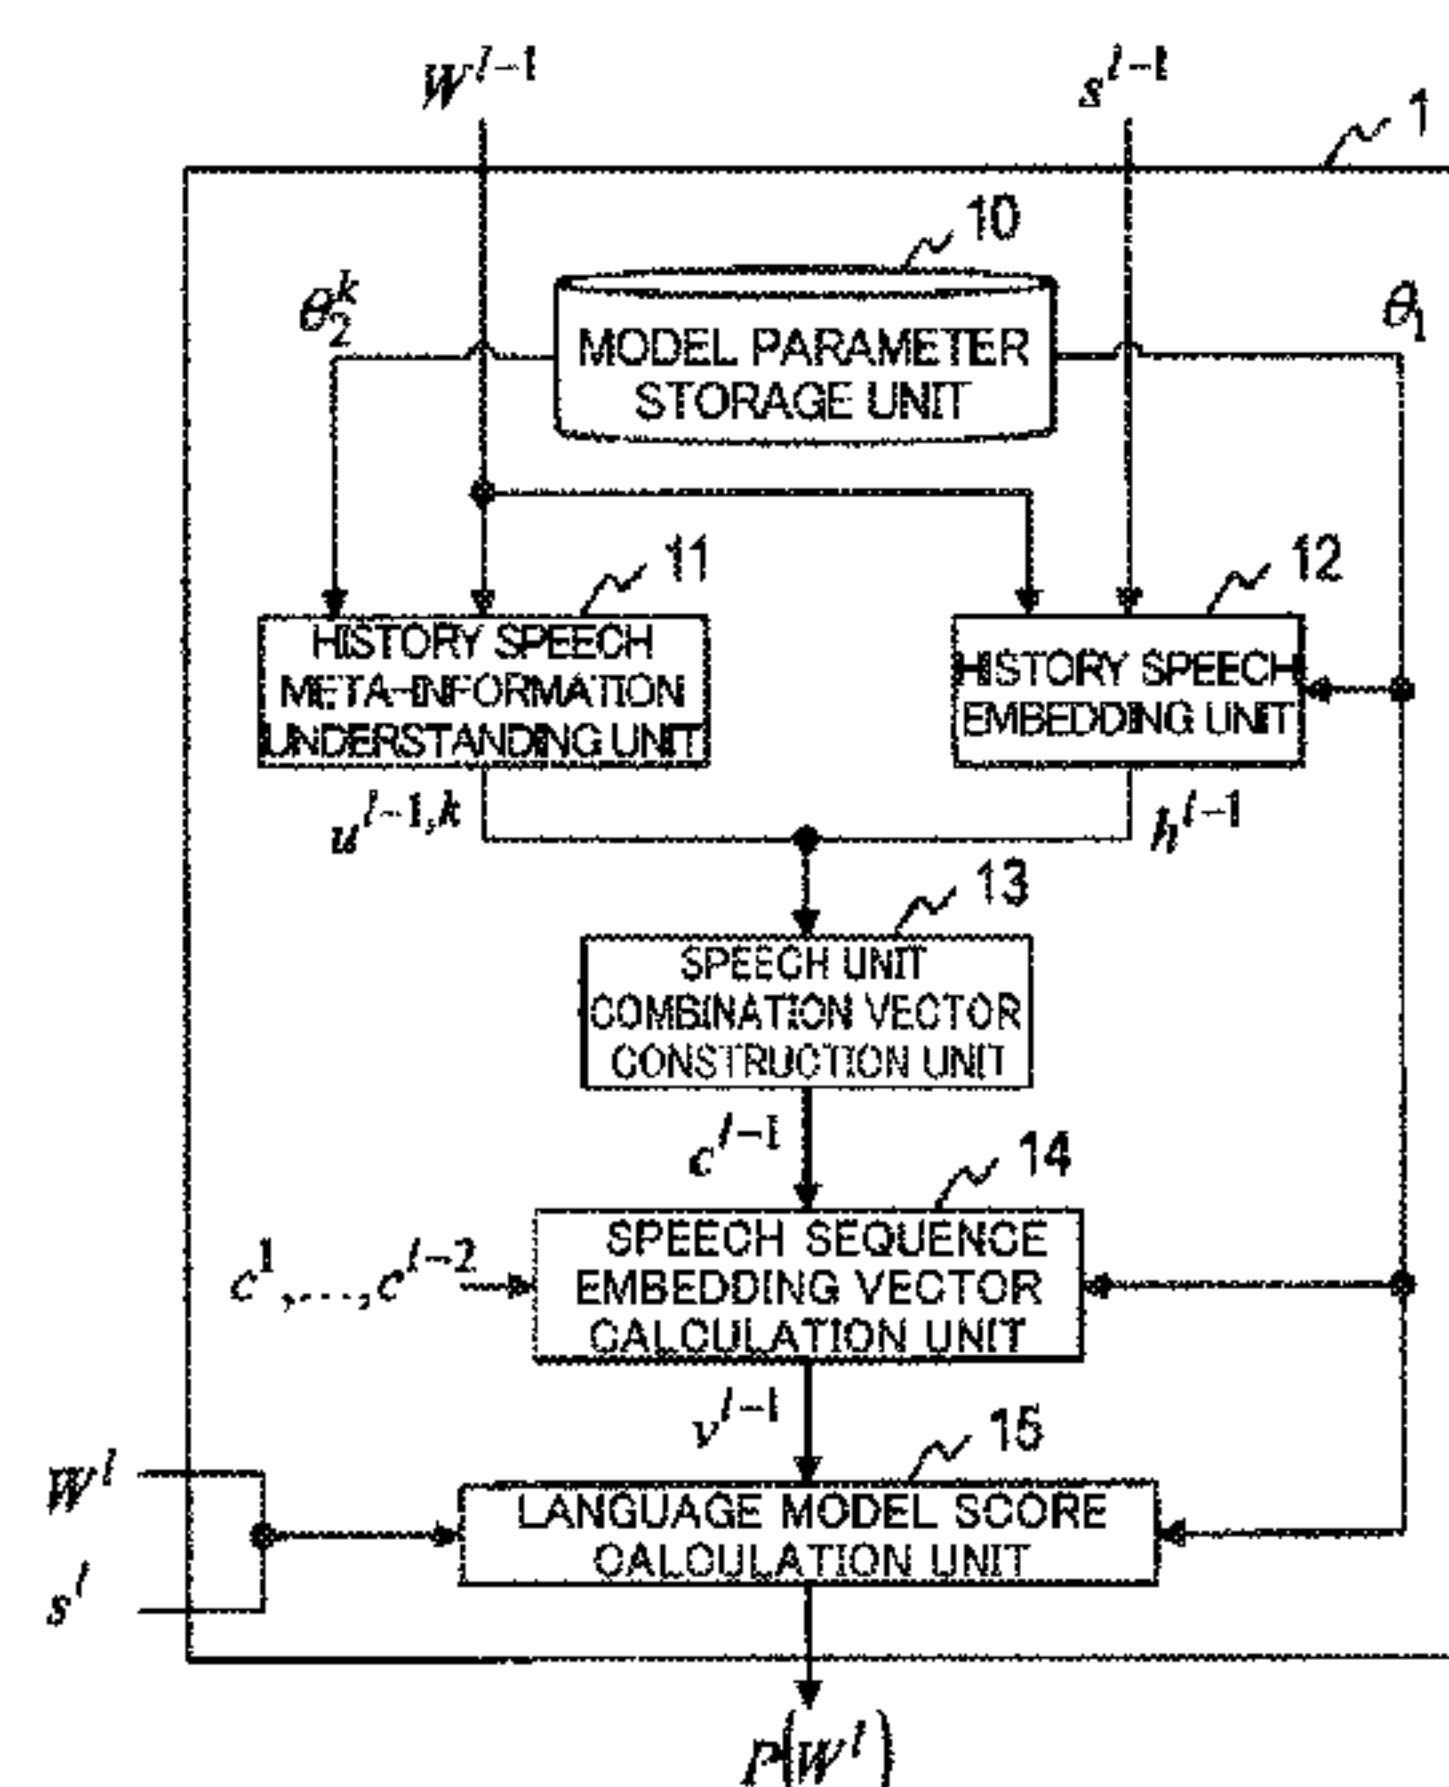 W^{l-1}
s^{l-1}
1
10
θ_2^k
θ_1
MODEL PARAMETER
STORAGE UNIT
11
12
HISTORY SPEECH
META-INFORMATION
UNDERSTANDING UNIT
HISTORY SPEECH
EMBEDDING UNIT
u^{l-1,k}
h^{l-1}
13
SPEECH UNIT
COMBINATION VECTOR
CONSTRUCTION UNIT
c^{l-1}
14
SPEECH SEQUENCE
EMBEDDING VECTOR
CALCULATION UNIT
c^1,...,c^{l-2}
v^{l-1}
15
W^l
s^l
LANGUAGE MODEL SCORE
CALCULATION UNIT
P(W^l)